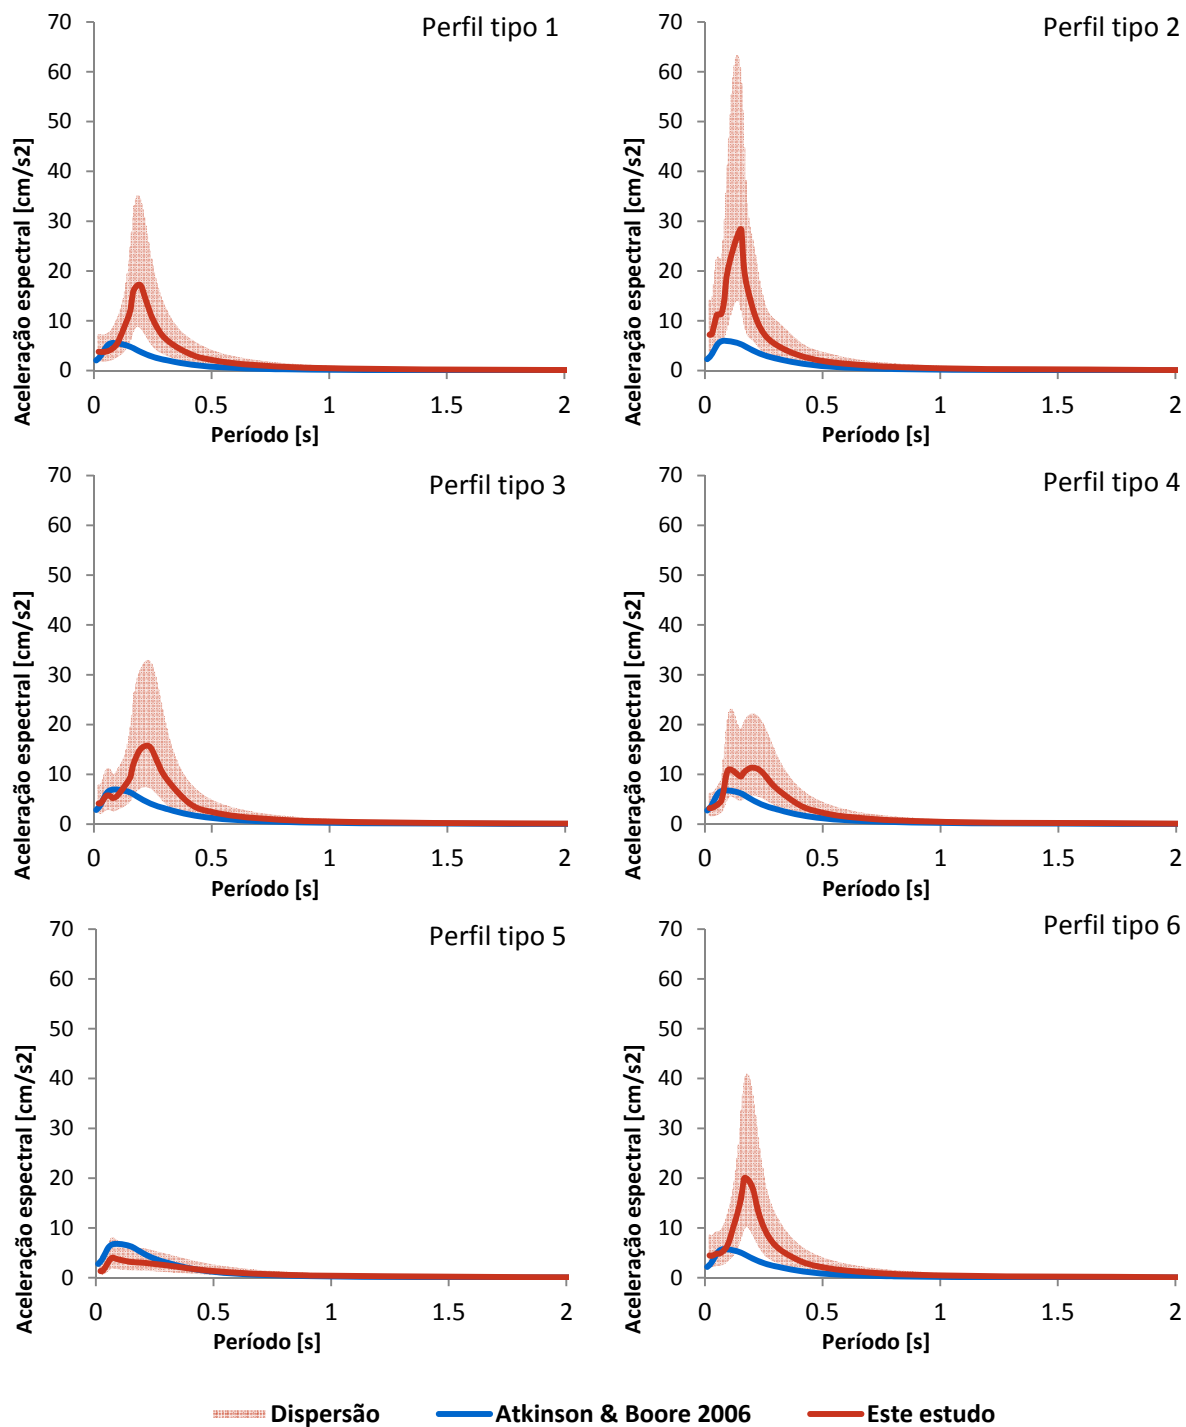 Perfil tipo 1
Aceleração espectral [cm/s2]
70
60
50
40
30
20
10
0
0 0.5 1 1.5 2
Período [s]
Perfil tipo 2
Aceleração espectral [cm/s2]
70
60
50
40
30
20
10
0
0 0.5 1 1.5 2
Período [s]
Perfil tipo 3
Aceleração espectral [cm/s2]
70
60
50
40
30
20
10
0
0 0.5 1 1.5 2
Período [s]
Perfil tipo 4
Aceleração espectral [cm/s2]
70
60
50
40
30
20
10
0
0 0.5 1 1.5 2
Período [s]
Perfil tipo 5
Aceleração espectral [cm/s2]
70
60
50
40
30
20
10
0
0 0.5 1 1.5 2
Período [s]
Perfil tipo 6
Aceleração espectral [cm/s2]
70
60
50
40
30
20
10
0
0 0.5 1 1.5 2
Período [s]
Dispersão Atkinson & Boore 2006 Este estudo